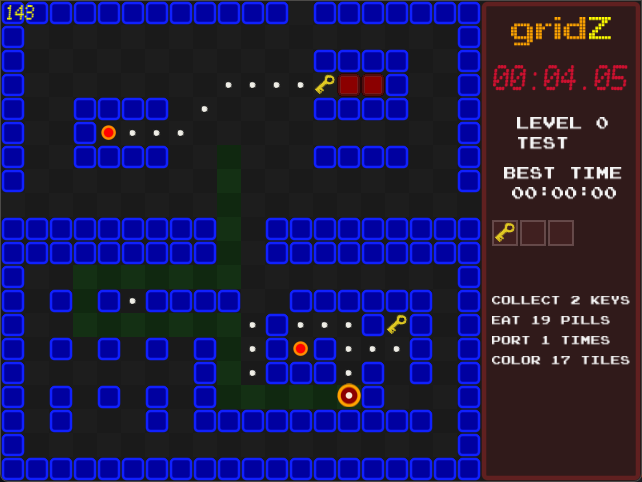 143
gridZ
00:04.05
LEVEL 0
TEST
BEST TIME
00:00:00
COLLECT 2 KEYS
EAT 19 PILLS
PORT 1 TIMES
COLOR 17 TILES